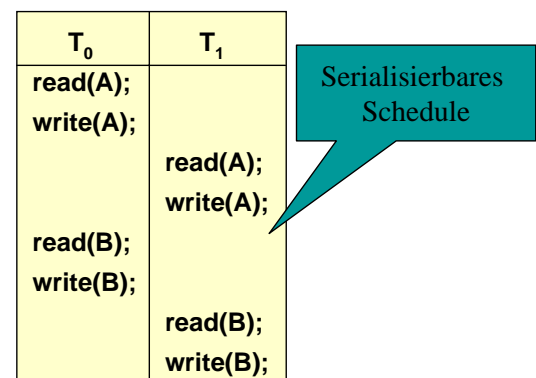 T₀ T₁
read(A);
write(A);
read(A);
write(A);
read(B);
write(B);
read(B);
write(B);
Serialisierbares
Schedule